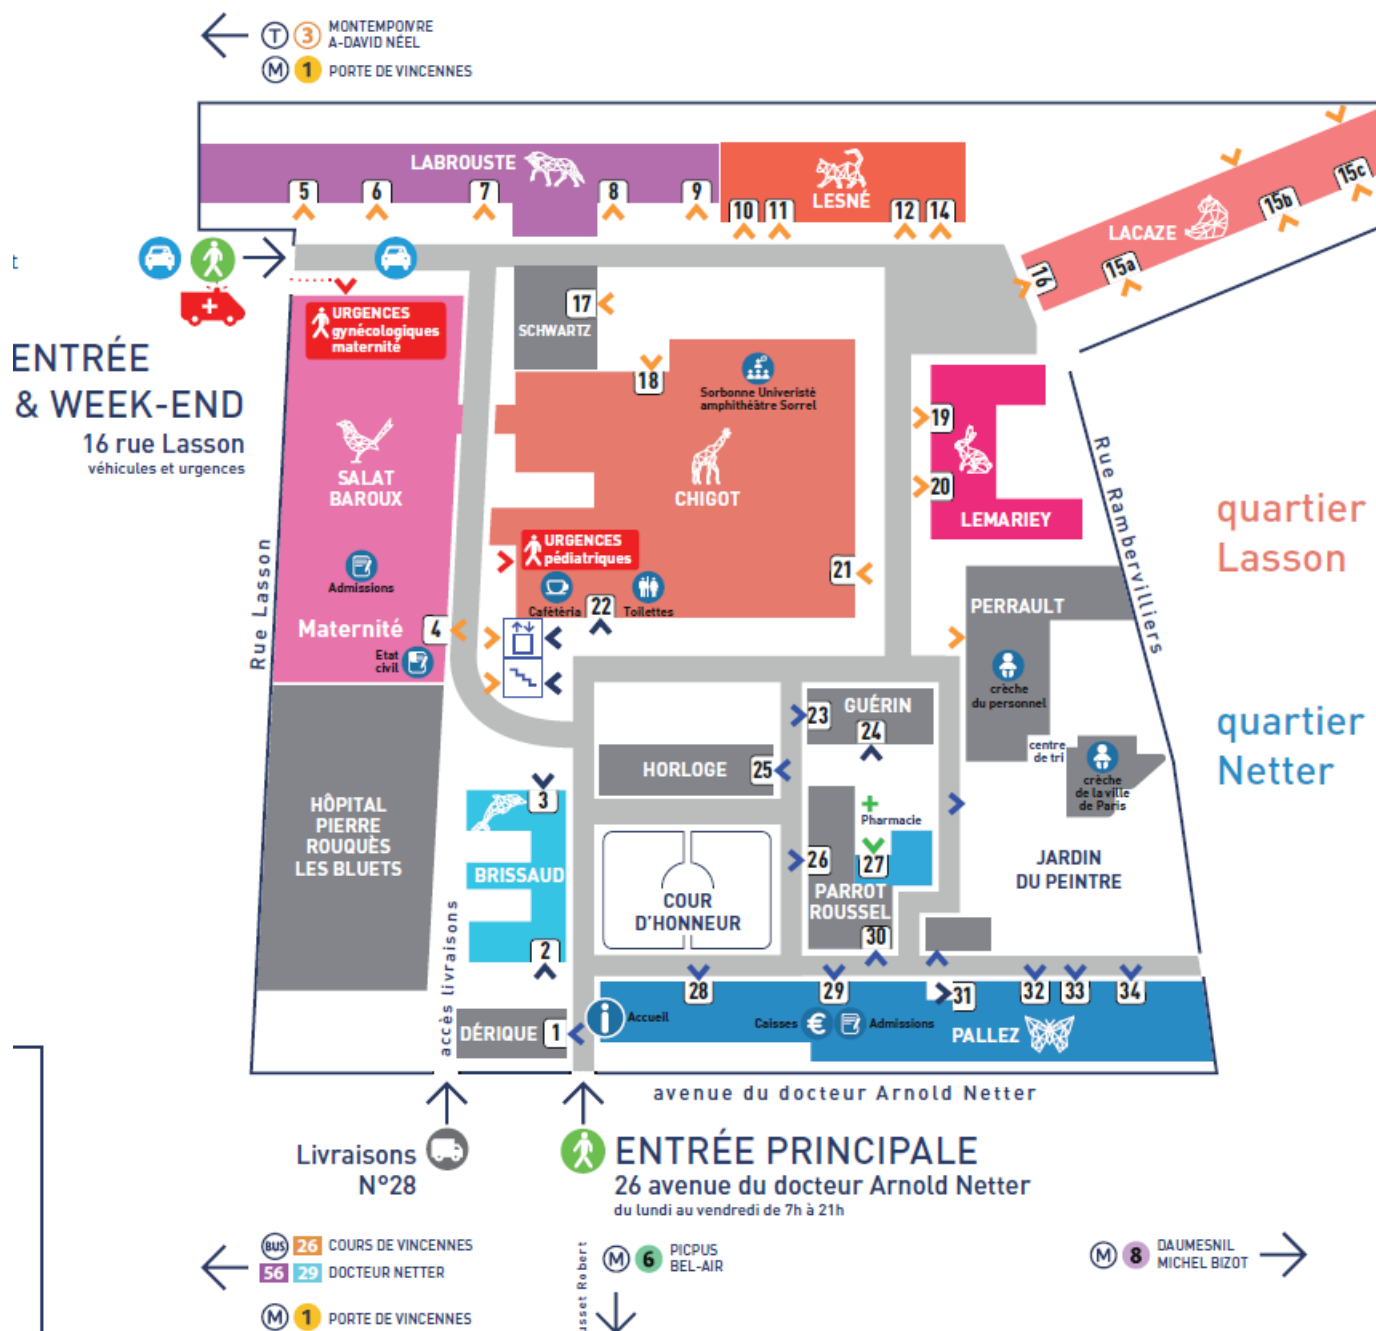 T 3 MONTEMPOIVRE
A-DAVID NÉEL
M 1 PORTE DE VINCENNES
LABROUSTE
5 6 7 8 9
LESNÉ
10 11 12 14
LACAZE
15c
15b
15a
16
t
ENTRÉE
& WEEK-END
16 rue Lasson
véhicules et urgences
URGENCES
gynécologiques
maternité
17
SCHWARTZ
18
Sorbonne Univeristé
amphithéâtre Sorrel
19
20
LEMARIEY
SALAT
BAROUX
CHIGOT
Rue Lasson
Rue Rambervilliers
quartier
Lasson
quartier
Netter
Admissions
URGENCES
pédiatriques
21
Cafétéria
22
Toilettes
Maternité
4
Etat
civil
PERRAULT
crèche
du personnel
centre
de tri
crèche
de la ville
de Paris
23
GUÉRIN
24
HORLOGE
25
HÔPITAL
PIERRE
ROUQUÈS
LES BLUETS
3
BRISSAUD
2
COUR
D'HONNEUR
Pharmacie
26
27
PARROT
ROUSSEL
30
JARDIN
DU PEINTRE
accès livraisons
DÉRIQUE
1
i Accueil
28
29
Caisses
€
Admissions
31
32
33
34
PALLEZ
avenue du docteur Arnold Netter
Livraisons
N°28
ENTRÉE PRINCIPALE
26 avenue du docteur Arnold Netter
du lundi au vendredi de 7h à 21h
BUS 26 COURS DE VINCENNES
56 29 DOCTEUR NETTER
M 1 PORTE DE VINCENNES
usset Robert
M 6 PICPUS
BEL-AIR
M 8 DAUMESNIL
MICHEL BIZOT